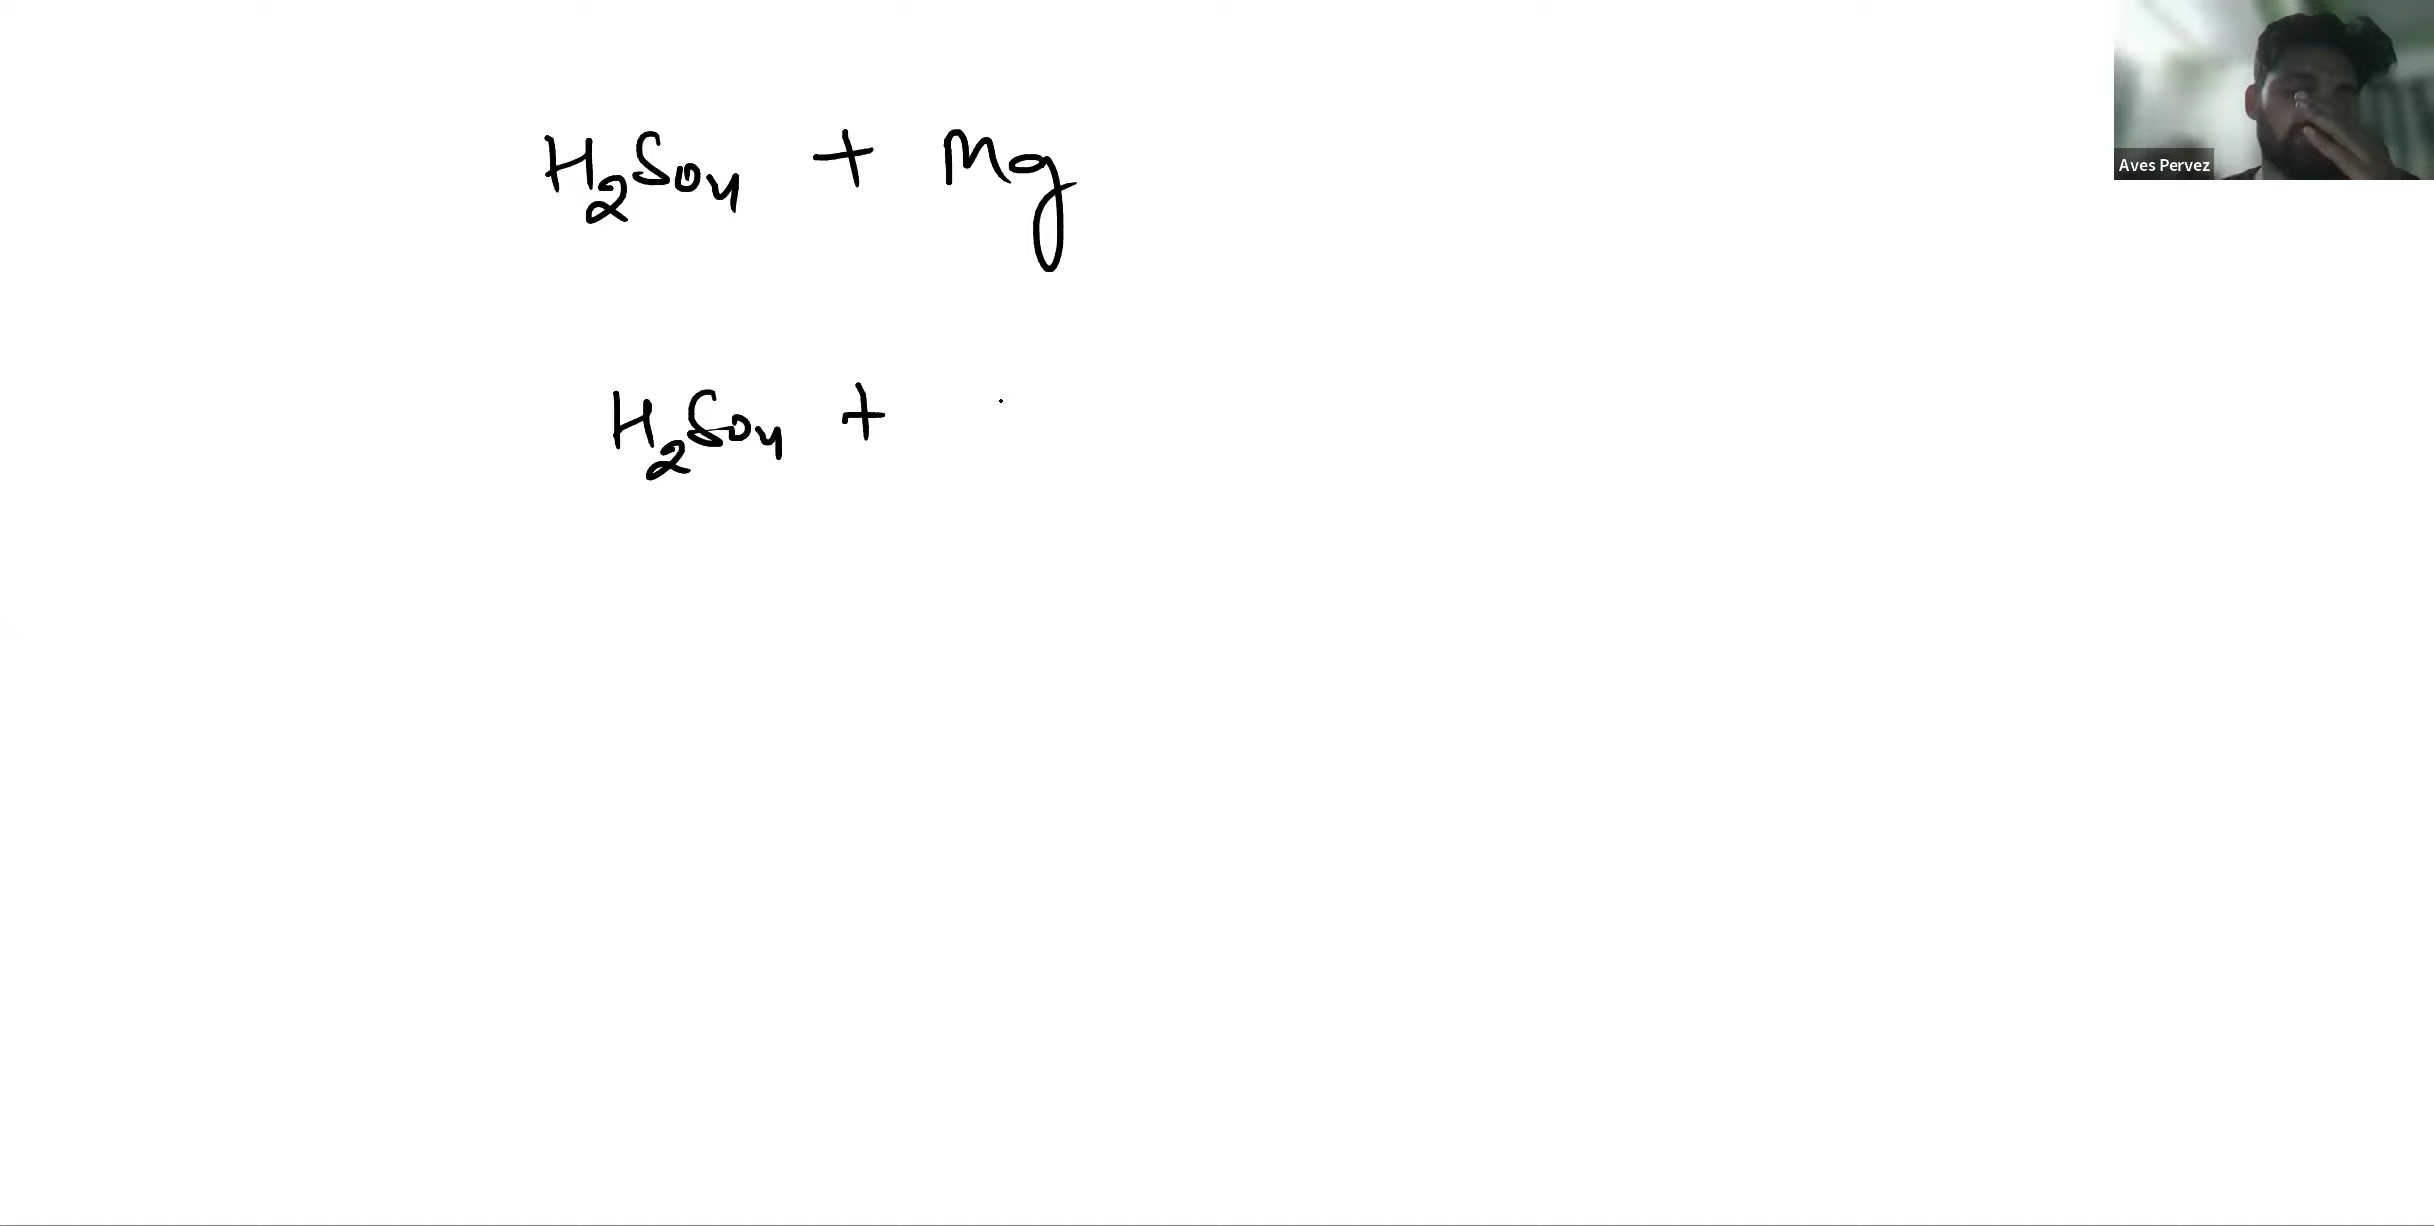 H₂SO₄ + Mg
Aves Pervez
H₂SO₄ +